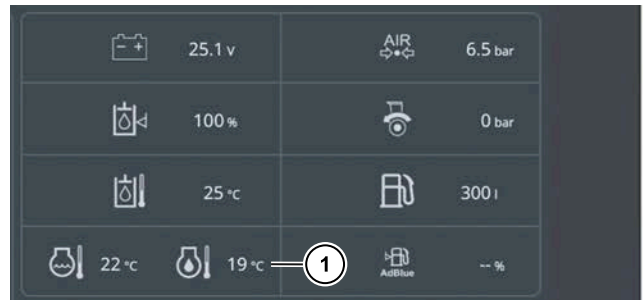 25.1 v
AIR
6.5 bar
100 %
0 bar
25 °C
300 l
22 °C
19 °C
1
AdBlue
-- %